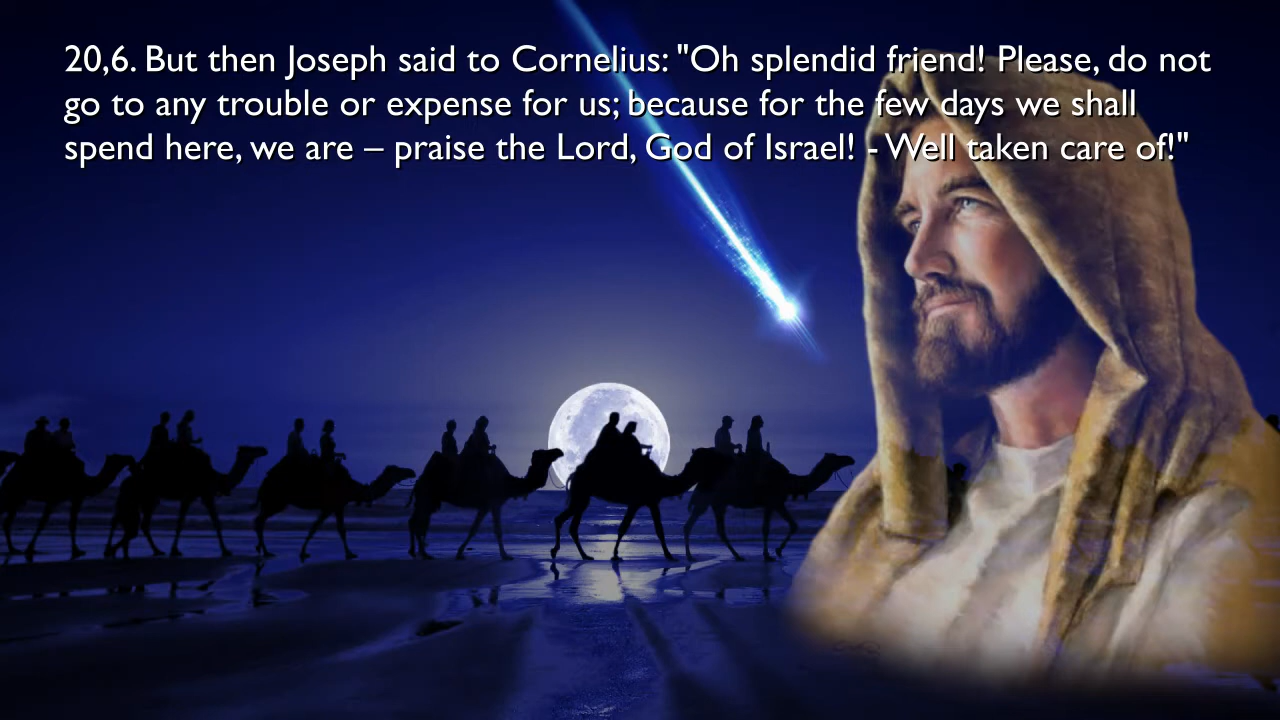 20,6. But then Joseph said to Cornelius: "Oh splendid friend! Please, do not
go to any trouble or expense for us; because for the few days we shall
spend here, we are – praise the Lord, God of Israel! - Well taken care of!"